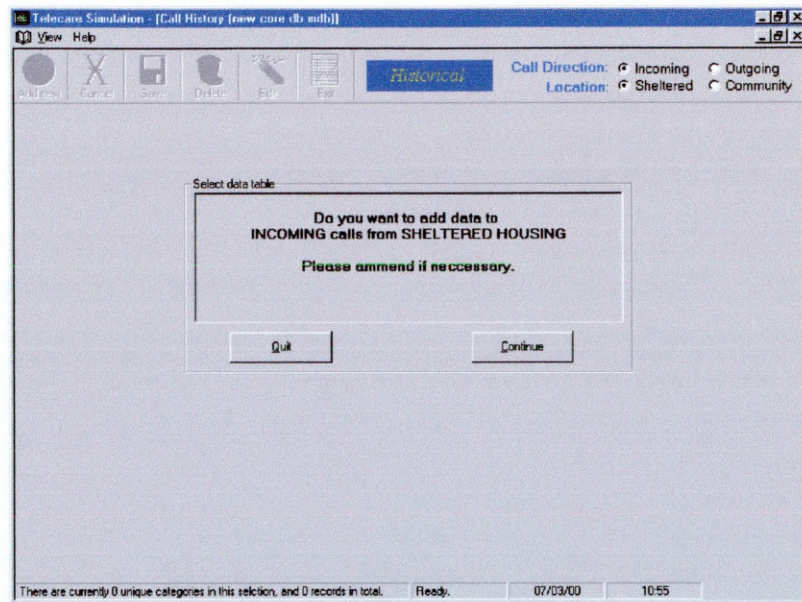 Telecare Simulation - [Call History [new core db mdb]]
View Help
Add new Cancel Save Delete Edit Exit
Historical
Call Direction: Incoming Outgoing
Location: Sheltered Community
Select data table
Do you want to add data to
INCOMING calls from SHELTERED HOUSING
Please ammend if neccessary.
Quit Continue
There are currently 0 unique categories in this selction, and 0 records in total. Ready. 07/03/00 10:55